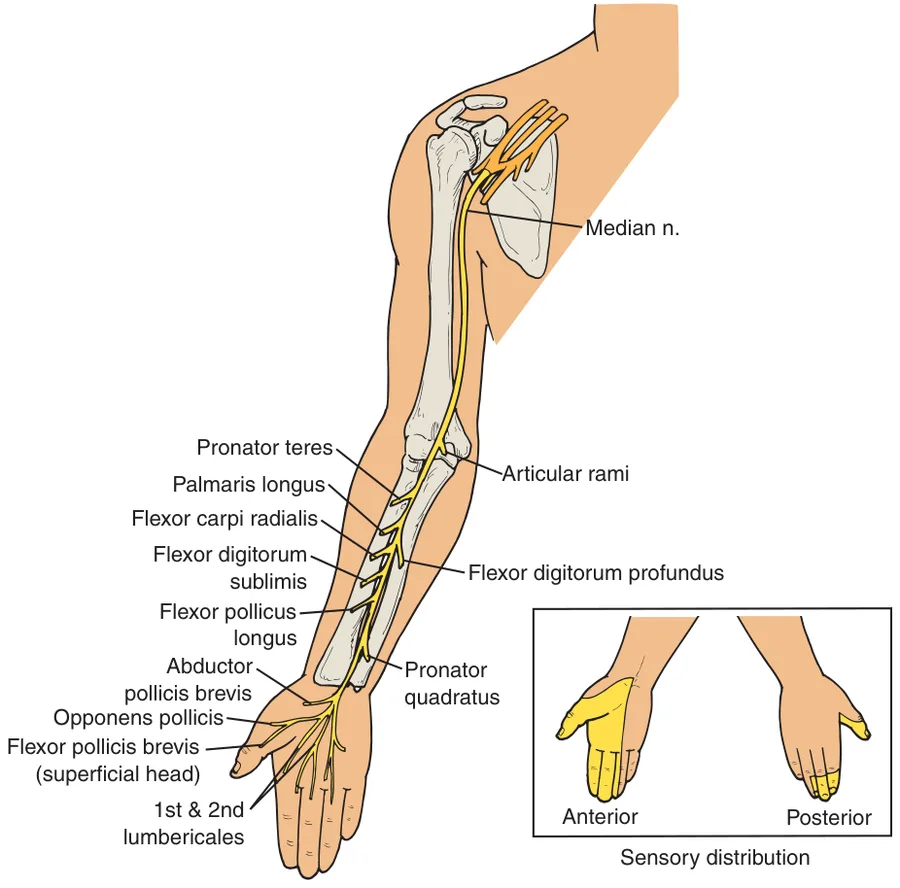 Median n.
Pronator teres
Articular rami
Palmaris longus
Flexor carpi radialis
Flexor digitorum
sublimis
Flexor digitorum profundus
Flexor pollicus
longus
Abductor
pollicis brevis
Pronator
quadratus
Opponens pollicis
Flexor pollicis brevis
(superficial head)
1st & 2nd
lumbericales
Anterior
Posterior
Sensory distribution